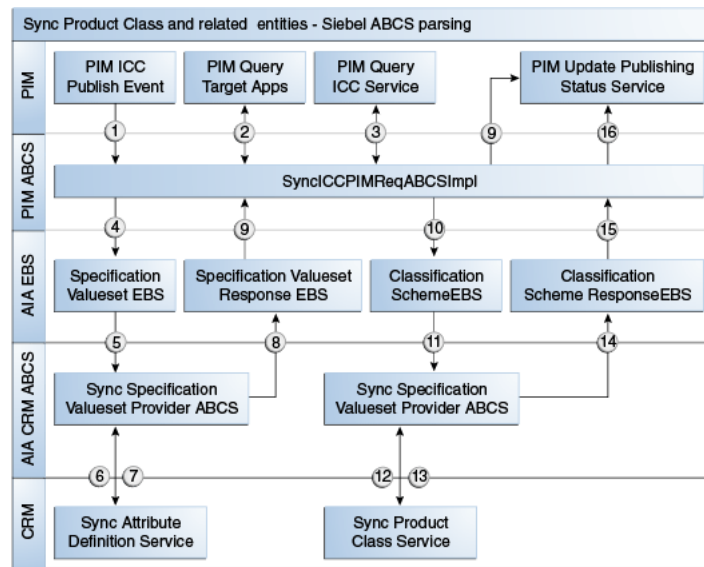 Sync Product Class and related entities - Siebel ABCS parsing
PIM
PIM ICC
Publish Event
PIM Query
Target Apps
PIM Query
ICC Service
PIM Update Publishing
Status Service
1
2
3
9
16
PIM ABCS
SyncICCPIMReqABCSImpl
4
9
10
15
AIA EBS
Specification
Valueset EBS
Specification Valueset
Response EBS
Classification
SchemeEBS
Classification
Scheme ResponseEBS
5
8
11
14
AIA CRM ABCS
Sync Specification
Valueset Provider ABCS
Sync Specification
Valueset Provider ABCS
6
7
12
13
CRM
Sync Attribute
Definition Service
Sync Product
Class Service